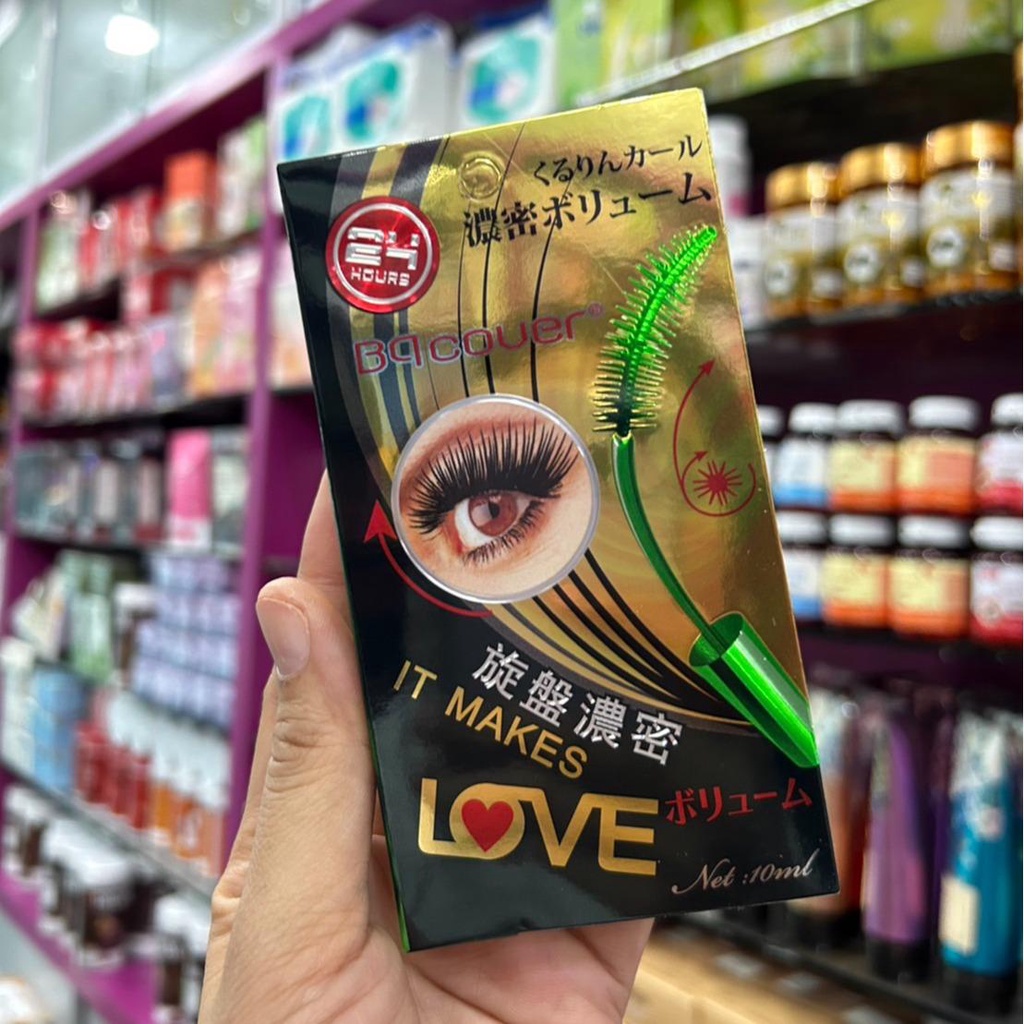 くるりんカール
濃密ボリューム
24
HOURS
Bq cover®
旋盤濃密
IT MAKES
LOVE
ボリューム
Net :10ml